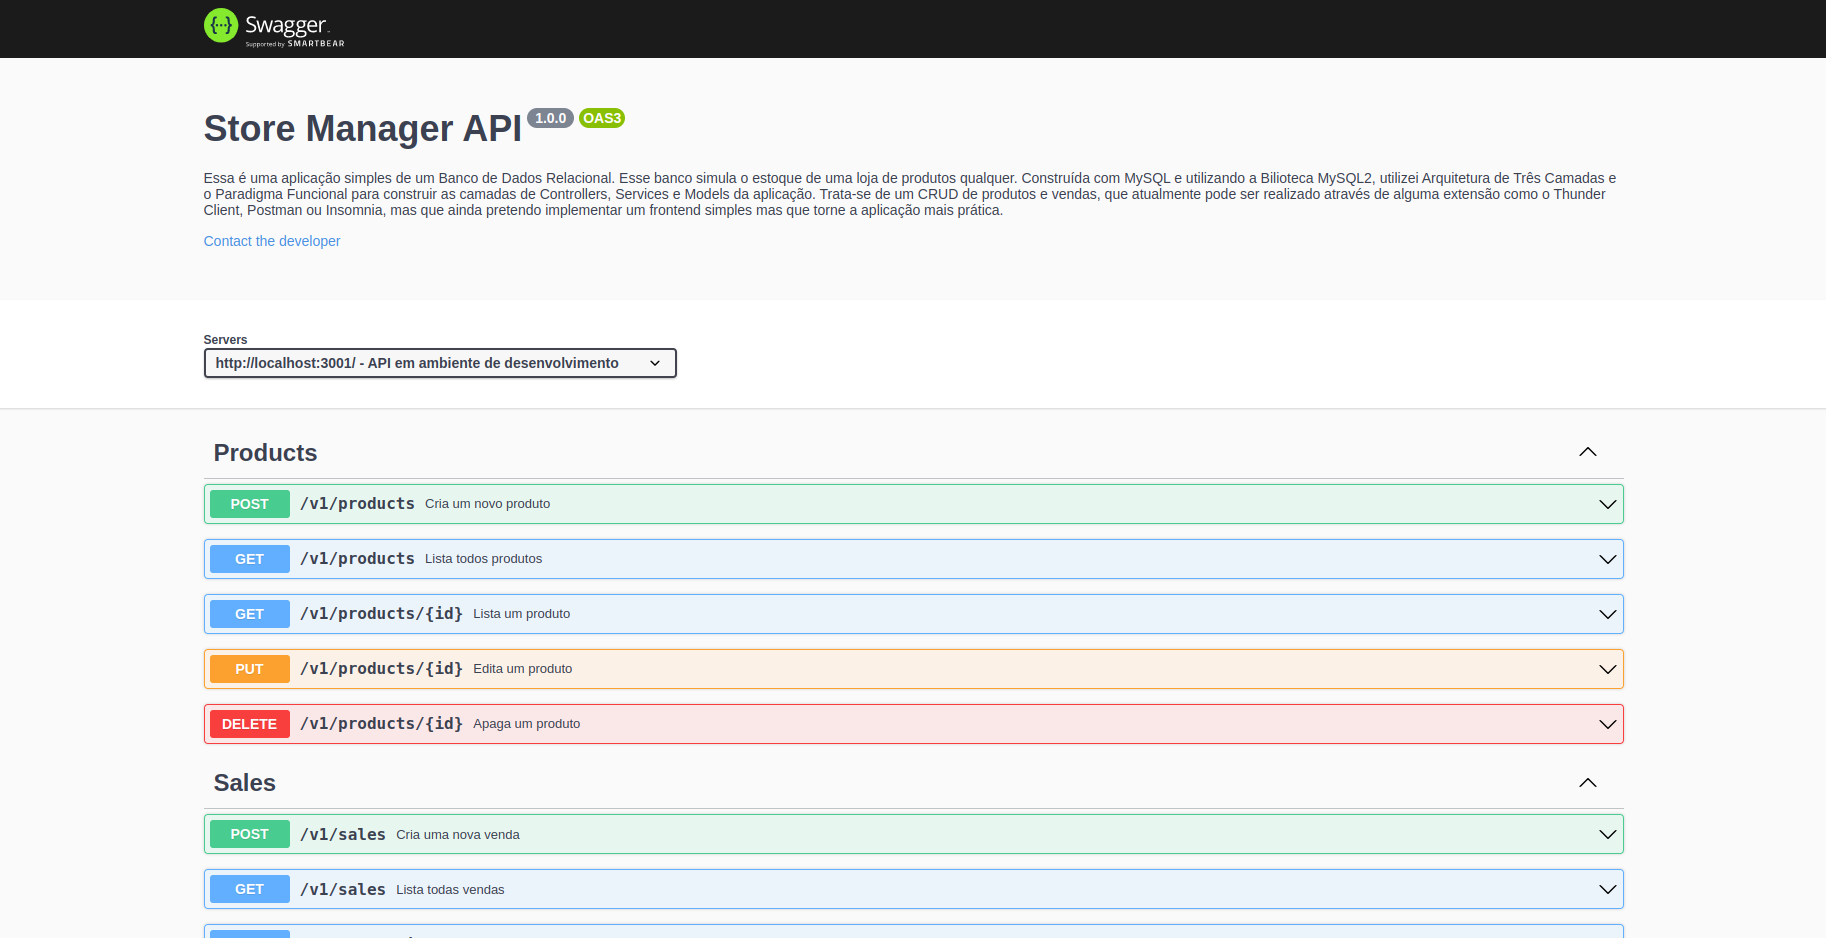 {...} Swagger
Supported by SMARTBEAR
Store Manager API 1.0.0 OAS3
Essa é uma aplicação simples de um Banco de Dados Relacional. Esse banco simula o estoque de uma loja de produtos qualquer. Construída com MySQL e utilizando a Bilioteca MySQL2, utilizei Arquitetura de Três Camadas e
o Paradigma Funcional para construir as camadas de Controllers, Services e Models da aplicação. Trata-se de um CRUD de produtos e vendas, que atualmente pode ser realizado através de alguma extensão como o Thunder
Client, Postman ou Insomnia, mas que ainda pretendo implementar um frontend simples mas que torne a aplicação mais prática.
Contact the developer
Servers
http://localhost:3001/ - API em ambiente de desenvolvimento
Products
POST /v1/products Cria um novo produto
GET /v1/products Lista todos produtos
GET /v1/products/{id} Lista um produto
PUT /v1/products/{id} Edita um produto
DELETE /v1/products/{id} Apaga um produto
Sales
POST /v1/sales Cria uma nova venda
GET /v1/sales Lista todas vendas